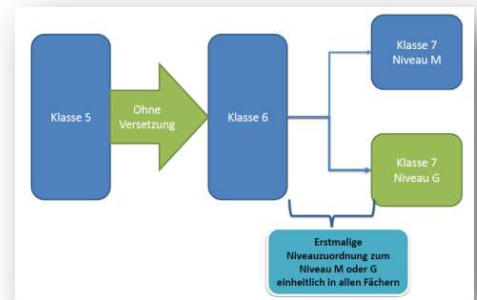 Klasse 5
Ohne
Versetzung
Klasse 6
Klasse 7
Niveau M
Klasse 7
Niveau G
Erstmalige
Niveauzuordnung zum
Niveau M oder G
einheitlich in allen Fächern